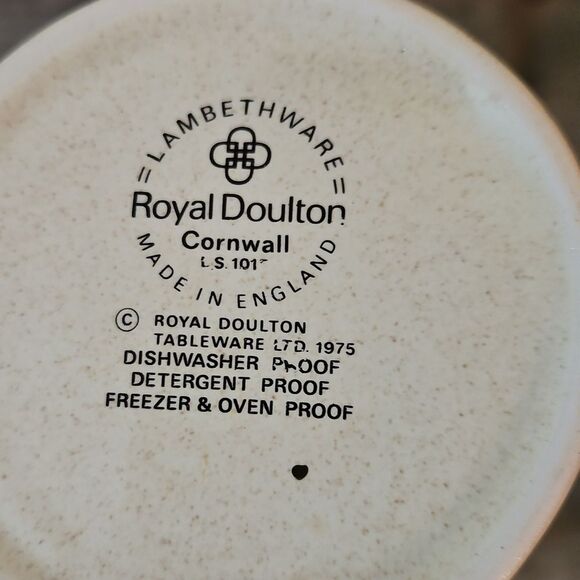 = LAMBETHWARE =
Royal Doulton
Cornwall
L.S. 101
MADE IN ENGLAND
© ROYAL DOULTON
TABLEWARE LTD. 1975
DISHWASHER PROOF
DETERGENT PROOF
FREEZER & OVEN PROOF